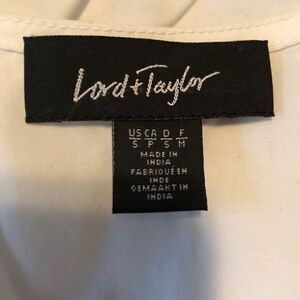 Lord + Taylor
US CA D F
S P S M
MADE IN
INDIA
FABRIQUÉ EN
INDE
GEMAAKT IN
INDIA